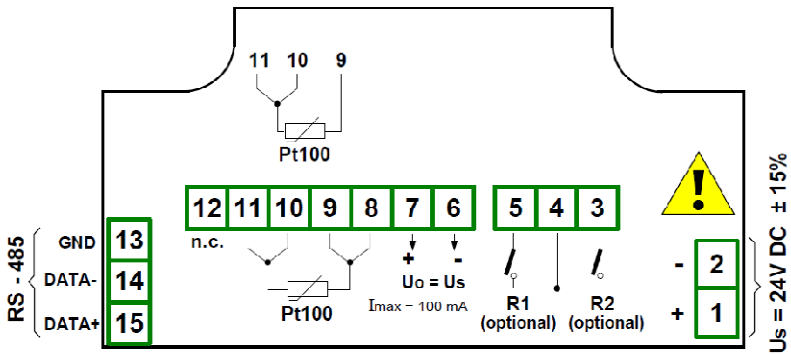 11 10 9
Pt100
12 11 10 9 8 7 6 5 4 3
n.c.
+ -
Uo = Us
Imax = 100 mA
Pt100
R1
(optional)
R2
(optional)
RS - 485
GND 13
DATA- 14
DATA+ 15
!
- 2
+ 1
Us = 24V DC ± 15%